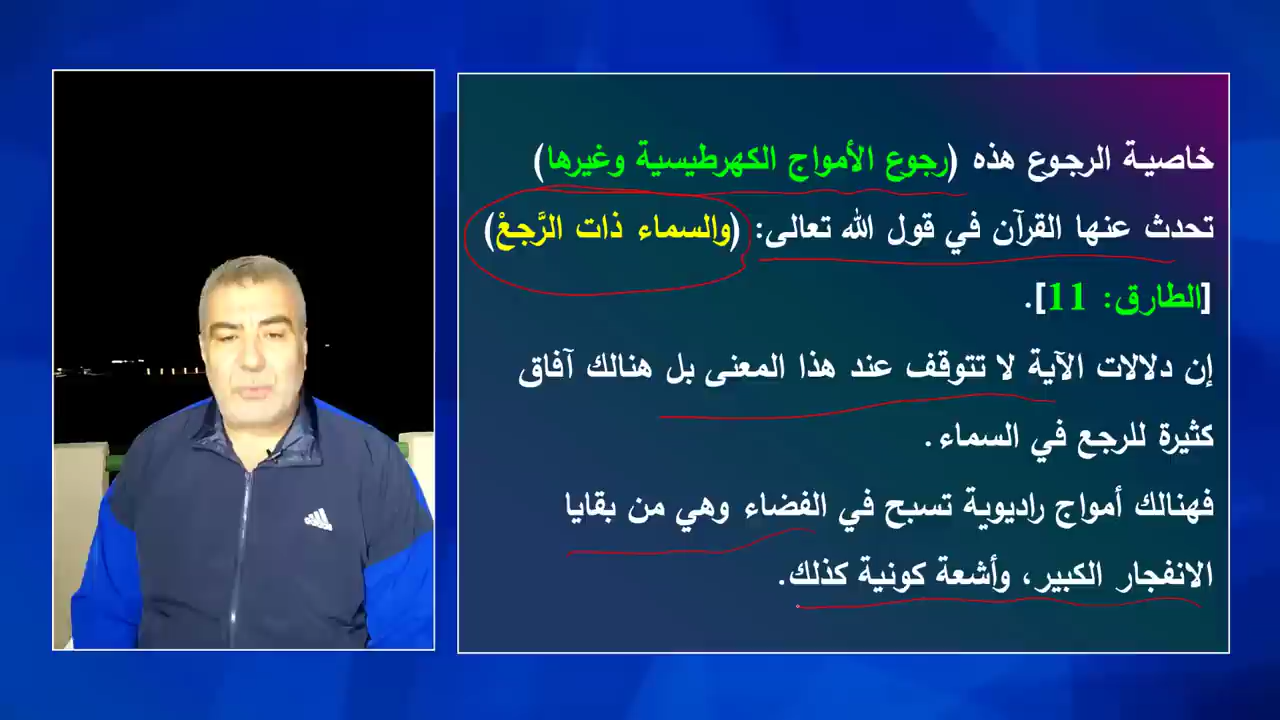 خاصية الرجوع هذه (رجوع الأمواج الكهرطيسية وغيرها)
تحدث عنها القرآن في قول الله تعالى: (والسماء ذات الرَّجعْ)
[الطارق: 11].
إن دلالات الآية لا تتوقف عند هذا المعنى بل هنالك آفاق
كثيرة للرجع في السماء.
فهنالك أمواج راديوية تسبح في الفضاء وهي من بقايا
الانفجار الكبير، وأشعة كونية كذلك.